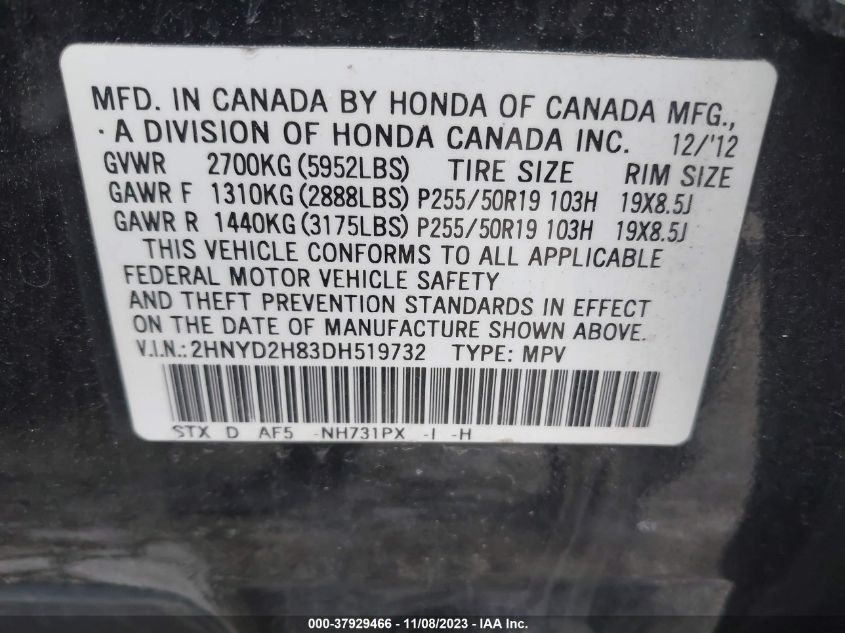 MFD. IN CANADA BY HONDA OF CANADA MFG.,
· A DIVISION OF HONDA CANADA INC. 12/'12
GVWR 2700KG (5952LBS) TIRE SIZE RIM SIZE
GAWR F 1310KG (2888LBS) P255/50R19 103H 19X8.5J
GAWR R 1440KG (3175LBS) P255/50R19 103H 19X8.5J
THIS VEHICLE CONFORMS TO ALL APPLICABLE
FEDERAL MOTOR VEHICLE SAFETY
AND THEFT PREVENTION STANDARDS IN EFFECT
ON THE DATE OF MANUFACTURE SHOWN ABOVE.
V.I.N.: 2HNYD2H83DH519732 TYPE: MPV
STX D AF5 -NH731PX -I -H
000-37929466 - 11/08/2023 - IAA Inc.